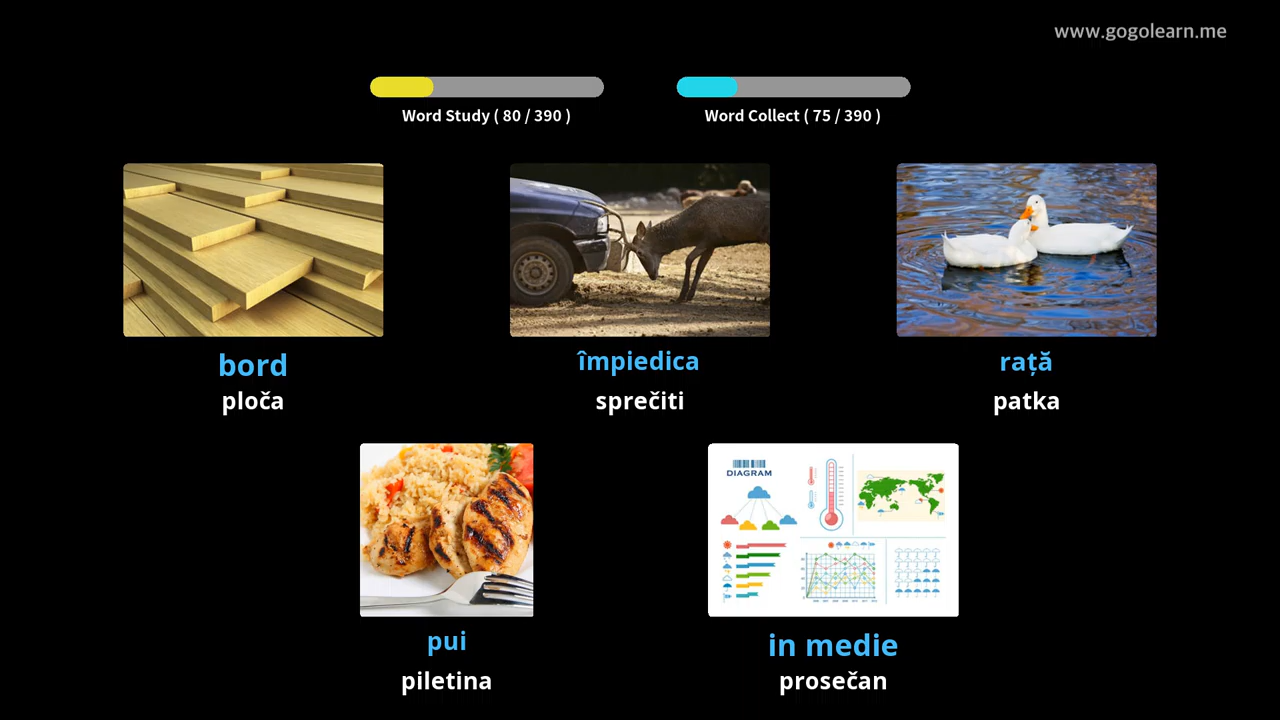 www.gogolearn.me
Word Study ( 80 / 390 )
Word Collect ( 75 / 390 )
bord
ploča
împiedica
sprečiti
rață
patka
pui
piletina
DIAGRAM
in medie
prosečan